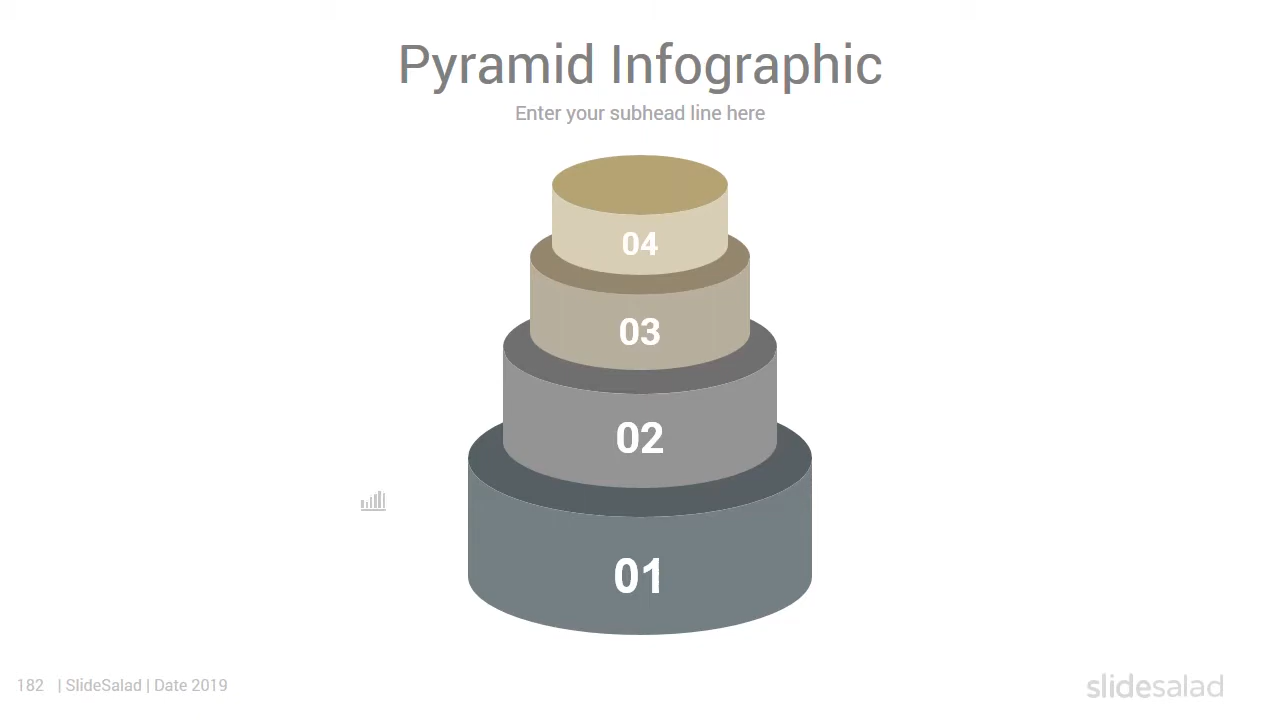 Pyramid Infographic
Enter your subhead line here
04
03
02
01
182 | SlideSalad | Date 2019
slidesalad